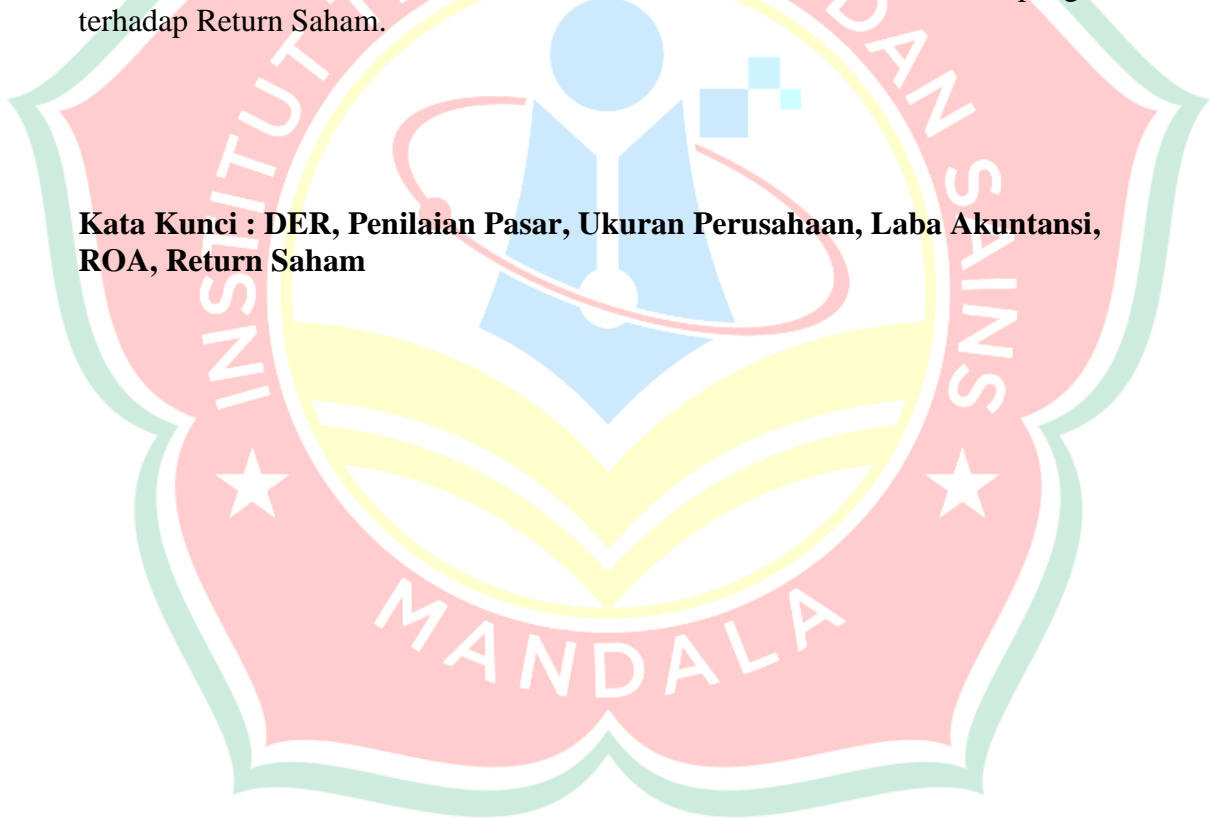 terhadap Return Saham.
Kata Kunci : DER, Penilaian Pasar, Ukuran Perusahaan, Laba Akuntansi,
ROA, Return Saham
INSTITUT
DAN SAINS
MANDALA